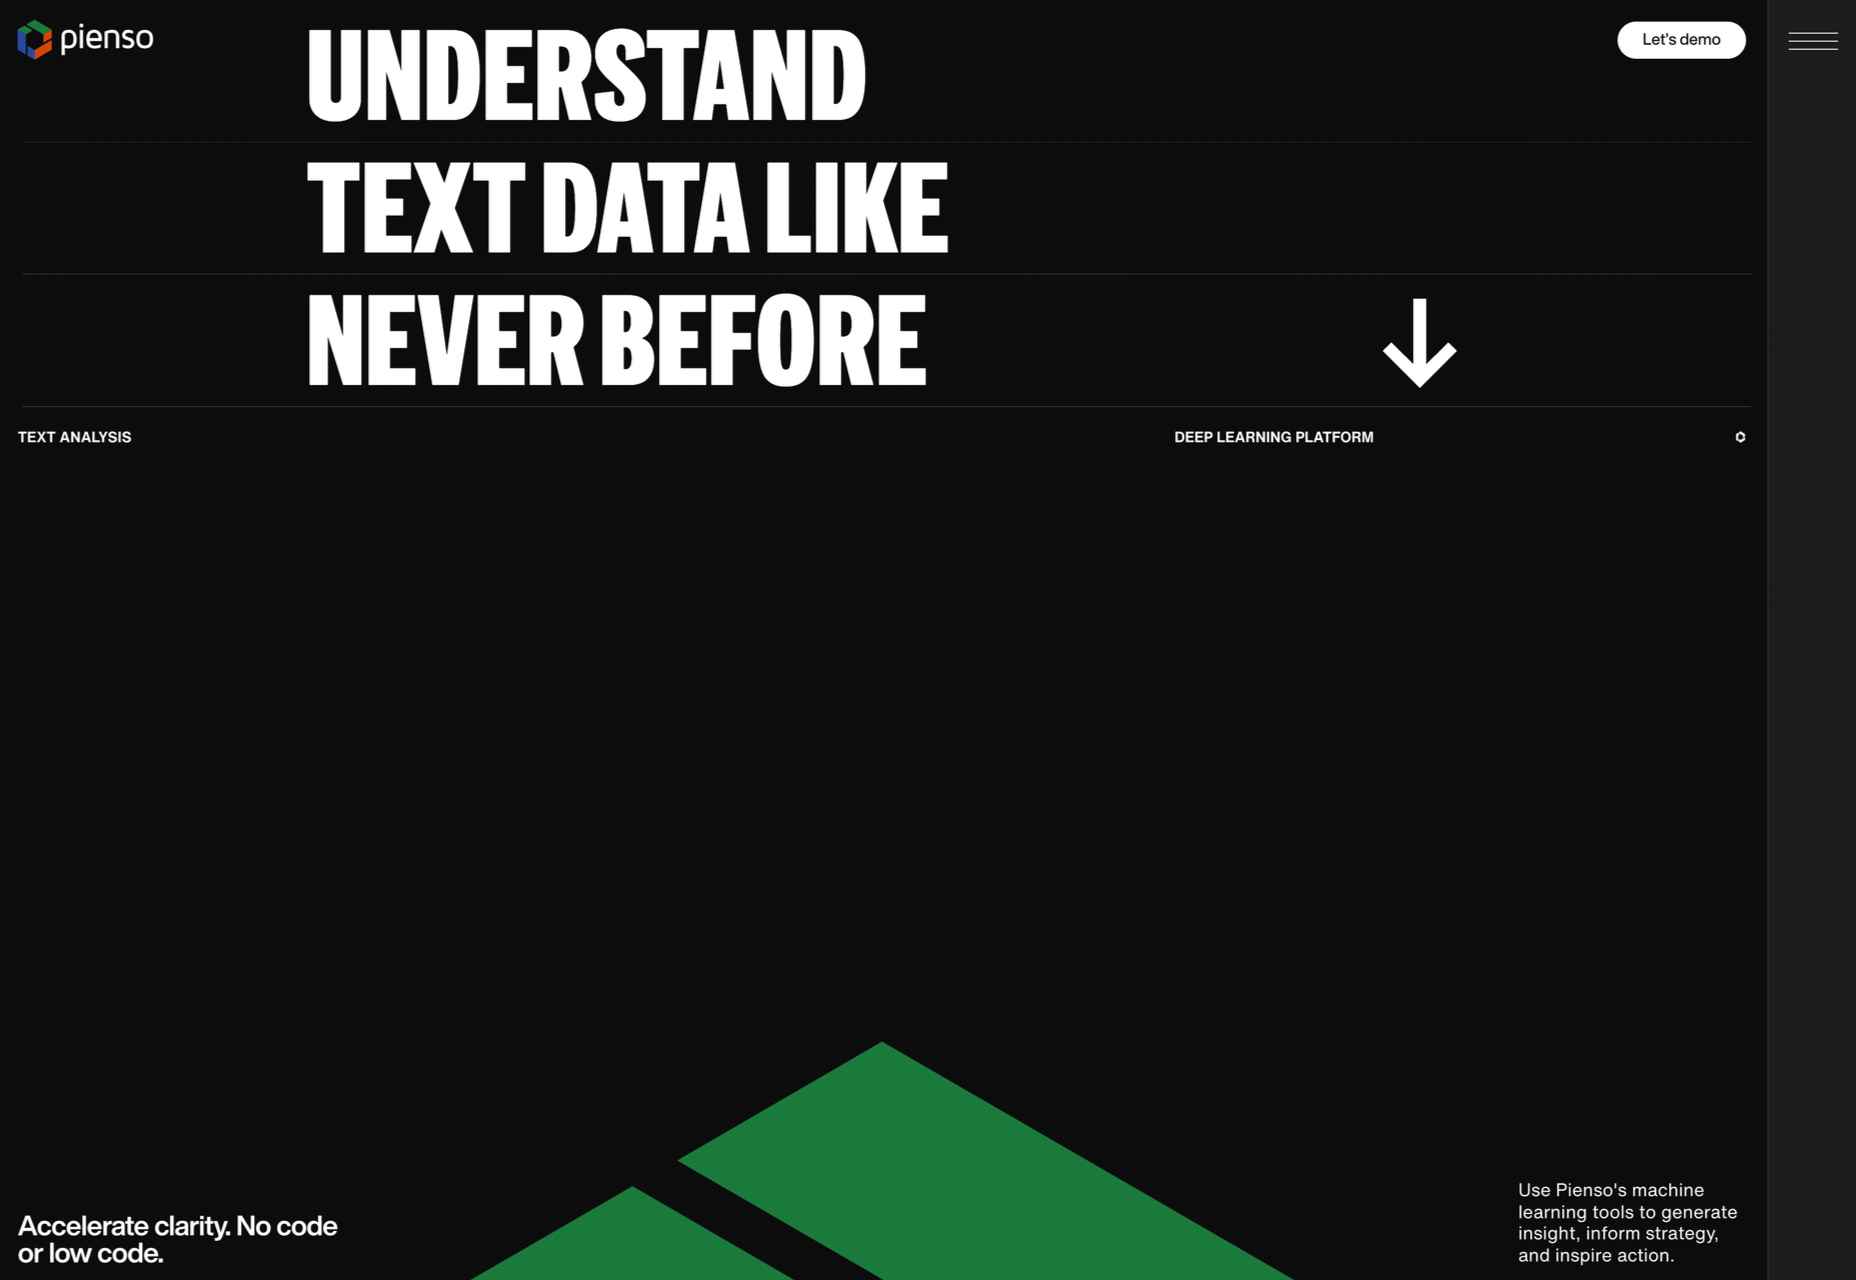 pienso
UNDERSTAND
Let's demo
TEXT DATA LIKE
NEVER BEFORE
TEXT ANALYSIS
DEEP LEARNING PLATFORM
Accelerate clarity. No code
or low code.
Use Pienso's machine
learning tools to generate
insight, inform strategy,
and inspire action.